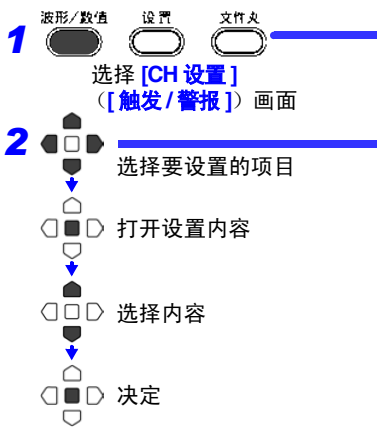 波形/数值 设置 文件夹
1
选择 [CH 设置]
([触发 / 警报]) 画面
2
选择要设置的项目
打开设置内容
选择内容
决定